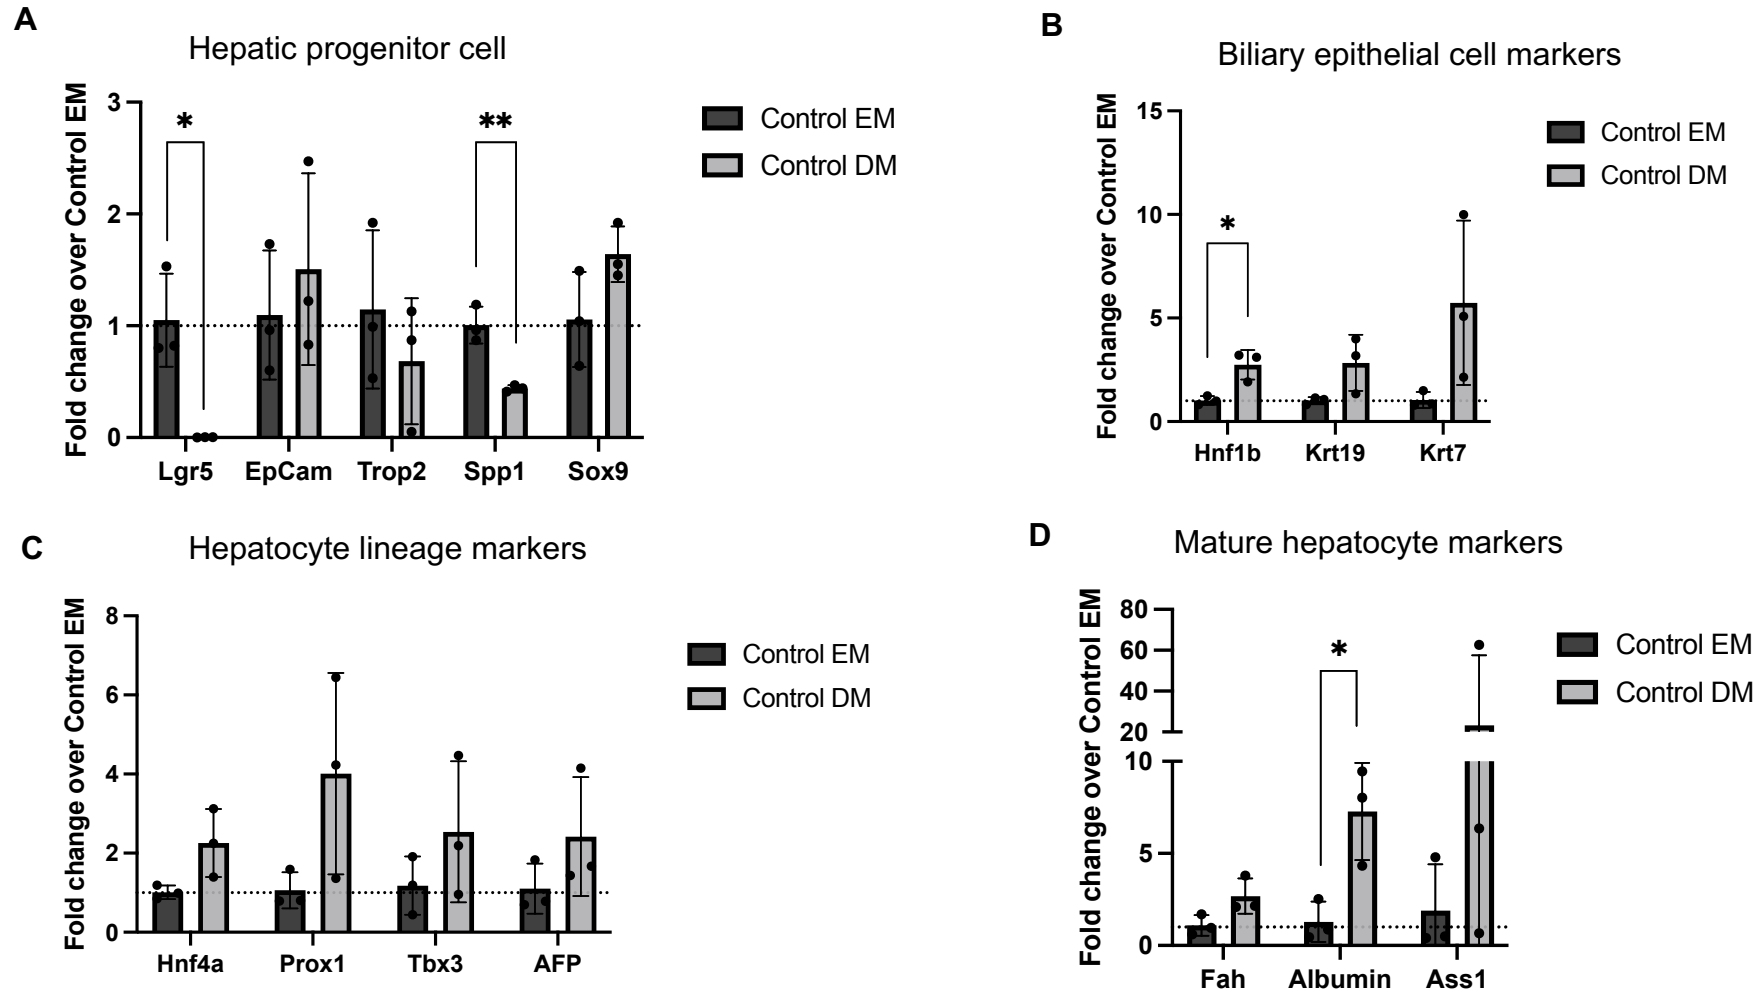 A
Hepatic progenitor cell
Fold change over Control EM
3
2
1
0
*
**
Lgr5 EpCam Trop2 Spp1 Sox9
Control EM
Control DM
B
Biliary epithelial cell markers
Fold change over Control EM
15
10
5
0
*
Hnf1b Krt19 Krt7
Control EM
Control DM
C
Hepatocyte lineage markers
Fold change over Control EM
8
6
4
2
0
Hnf4a Prox1 Tbx3 AFP
Control EM
Control DM
D
Mature hepatocyte markers
Fold change over Control EM
80
60
40
20
10
5
0
*
Fah Albumin Ass1
Control EM
Control DM